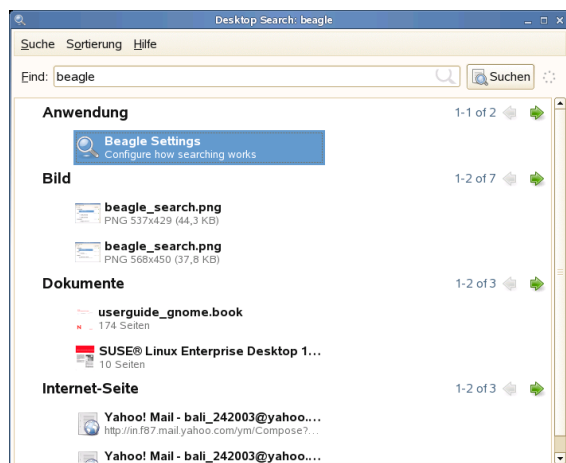 Desktop Search: beagle
Suche Sortierung Hilfe
Find: beagle Suchen
Anwendung 1-1 of 2
Beagle Settings
Configure how searching works
Bild 1-2 of 7
beagle_search.png
PNG 537x429 (44,3 KB)
beagle_search.png
PNG 568x450 (37,8 KB)
Dokumente 1-2 of 3
userguide_gnome.book
174 Seiten
SUSE® Linux Enterprise Desktop 1...
10 Seiten
Internet-Seite 1-2 of 3
Yahoo! Mail - bali_242003@yahoo....
http://in.f87.mail.yahoo.com/ym/Compose?...
Yahoo! Mail - bali_242003@yahoo....